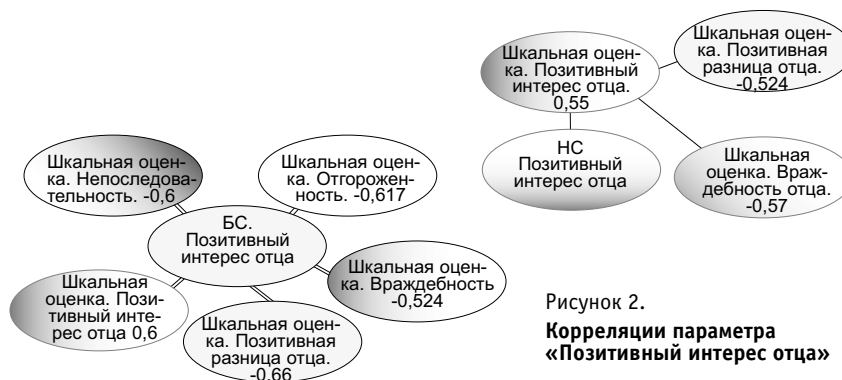 Шкальная оцен-
ка. Позитивный
интерес отца.
0,55
Шкальная оцен-
ка. Позитивная
разница отца.
-0,524
НС
Позитивный
интерес отца
Шкальная
оценка. Враж-
дебность отца.
-0,57
Шкальная оцен-
ка. Непоследова-
тельность. -0,6
Шкальная оцен-
ка. Отгорожен-
ность. -0,617
БС.
Позитивный
интерес отца
Шкальная оцен-
ка. Враждебность
-0,524
Шкальная
оценка. Пози-
тивный инте-
рес отца 0,6
Шкальная оцен-
ка. Позитивная
разница отца.
-0,66
Рисунок 2.
Корреляции параметра
«Позитивный интерес отца»